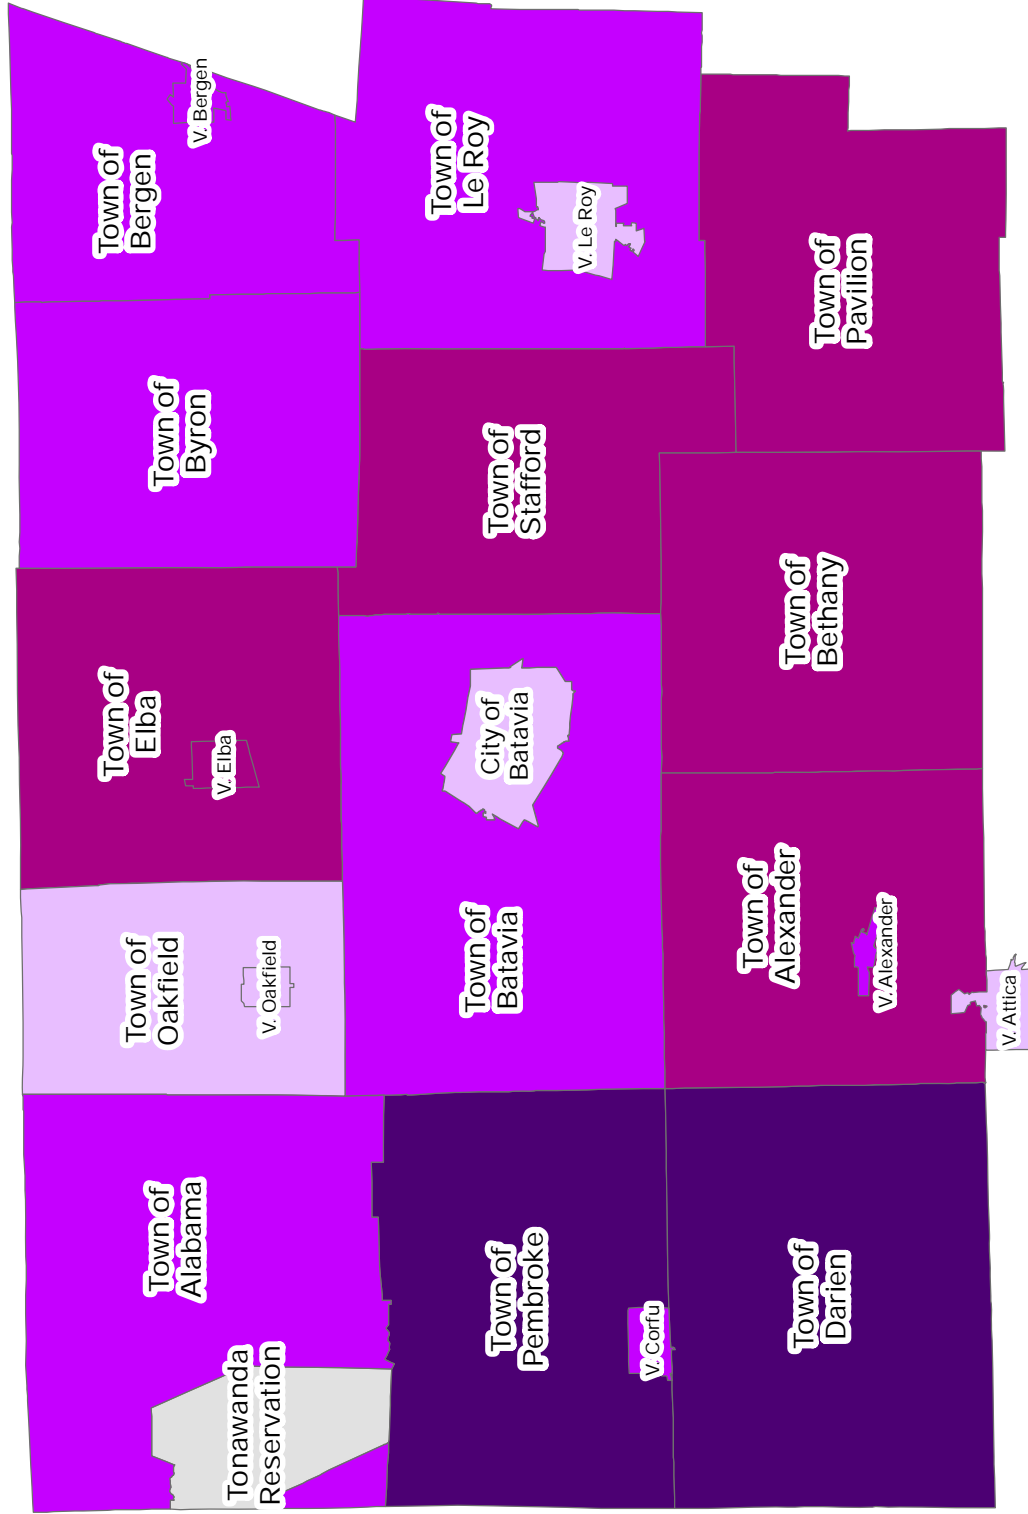 Town of
Bergen
V. Bergen
Town of
Le Roy
V. Le Roy
Town of
Pavilion
Town of
Byron
Town of
Stafford
Town of
Bethany
Town of
Elba
V. Elba
City of
Batavia
Town of
Batavia
Town of
Alexander
V. Alexander
V. Attica
Town of
Oakfield
V. Oakfield
Town of
Alabama
Tonawanda
Reservation
Town of
Pembroke
V. Corfu
Town of
Darien